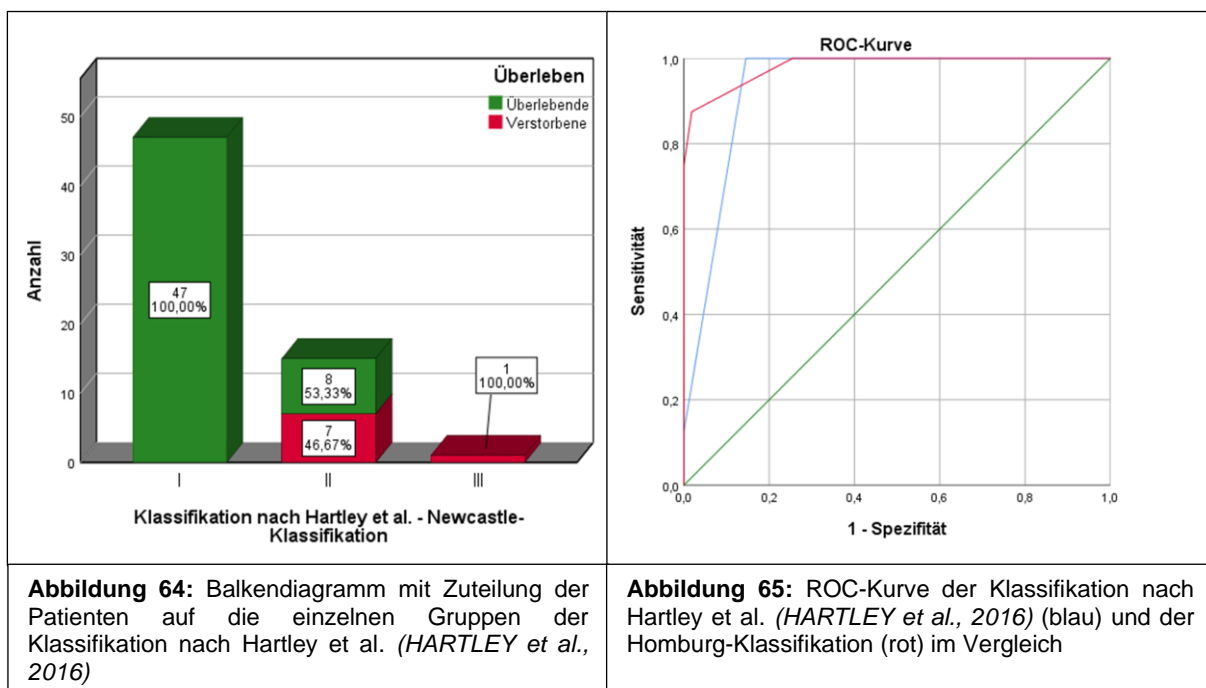 Überleben
Überlebende
Verstorbene
Anzahl
50
40
30
20
10
0
47
100,00%
8
53,33%
7
46,67%
1
100,00%
I
II
III
Klassifikation nach Hartley et al. - Newcastle-
Klassifikation
ROC-Kurve
Sensitivität
1,0
0,8
0,6
0,4
0,2
0,0
0,0
0,2
0,4
0,6
0,8
1,0
1 - Spezifität
Abbildung 64: Balkendiagramm mit Zuteilung der
Patienten auf die einzelnen Gruppen der
Klassifikation nach Hartley et al. (HARTLEY et al.,
2016)
Abbildung 65: ROC-Kurve der Klassifikation nach
Hartley et al. (HARTLEY et al., 2016) (blau) und der
Homburg-Klassifikation (rot) im Vergleich